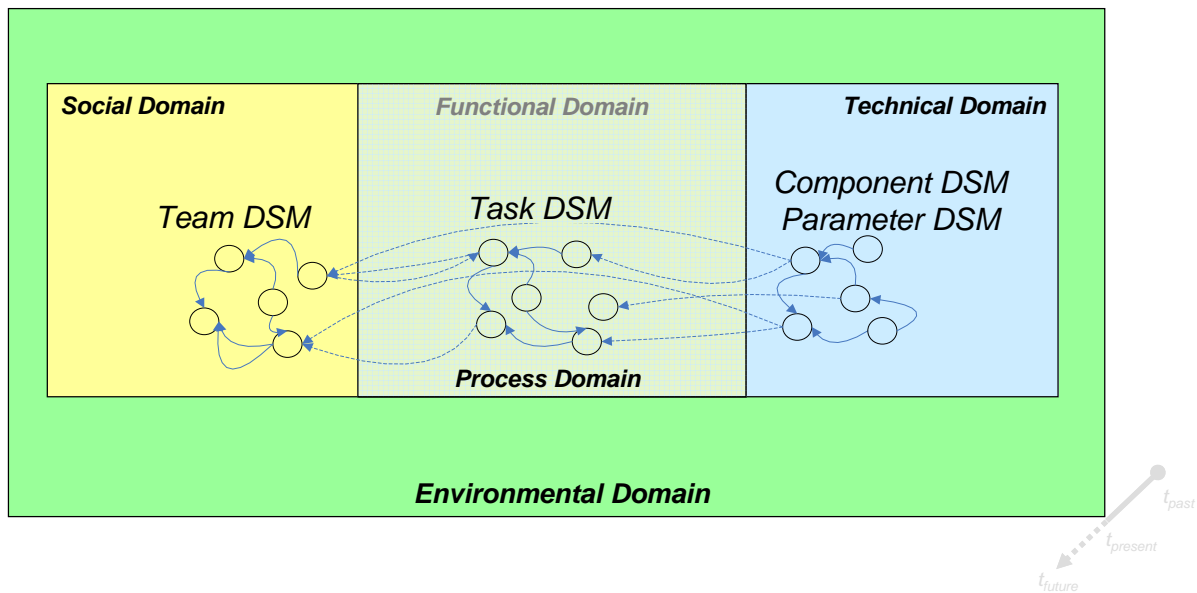 Social Domain
Functional Domain
Technical Domain
Team DSM
Task DSM
Component DSM
Parameter DSM
Process Domain
Environmental Domain
tpast
tpresent
tfuture